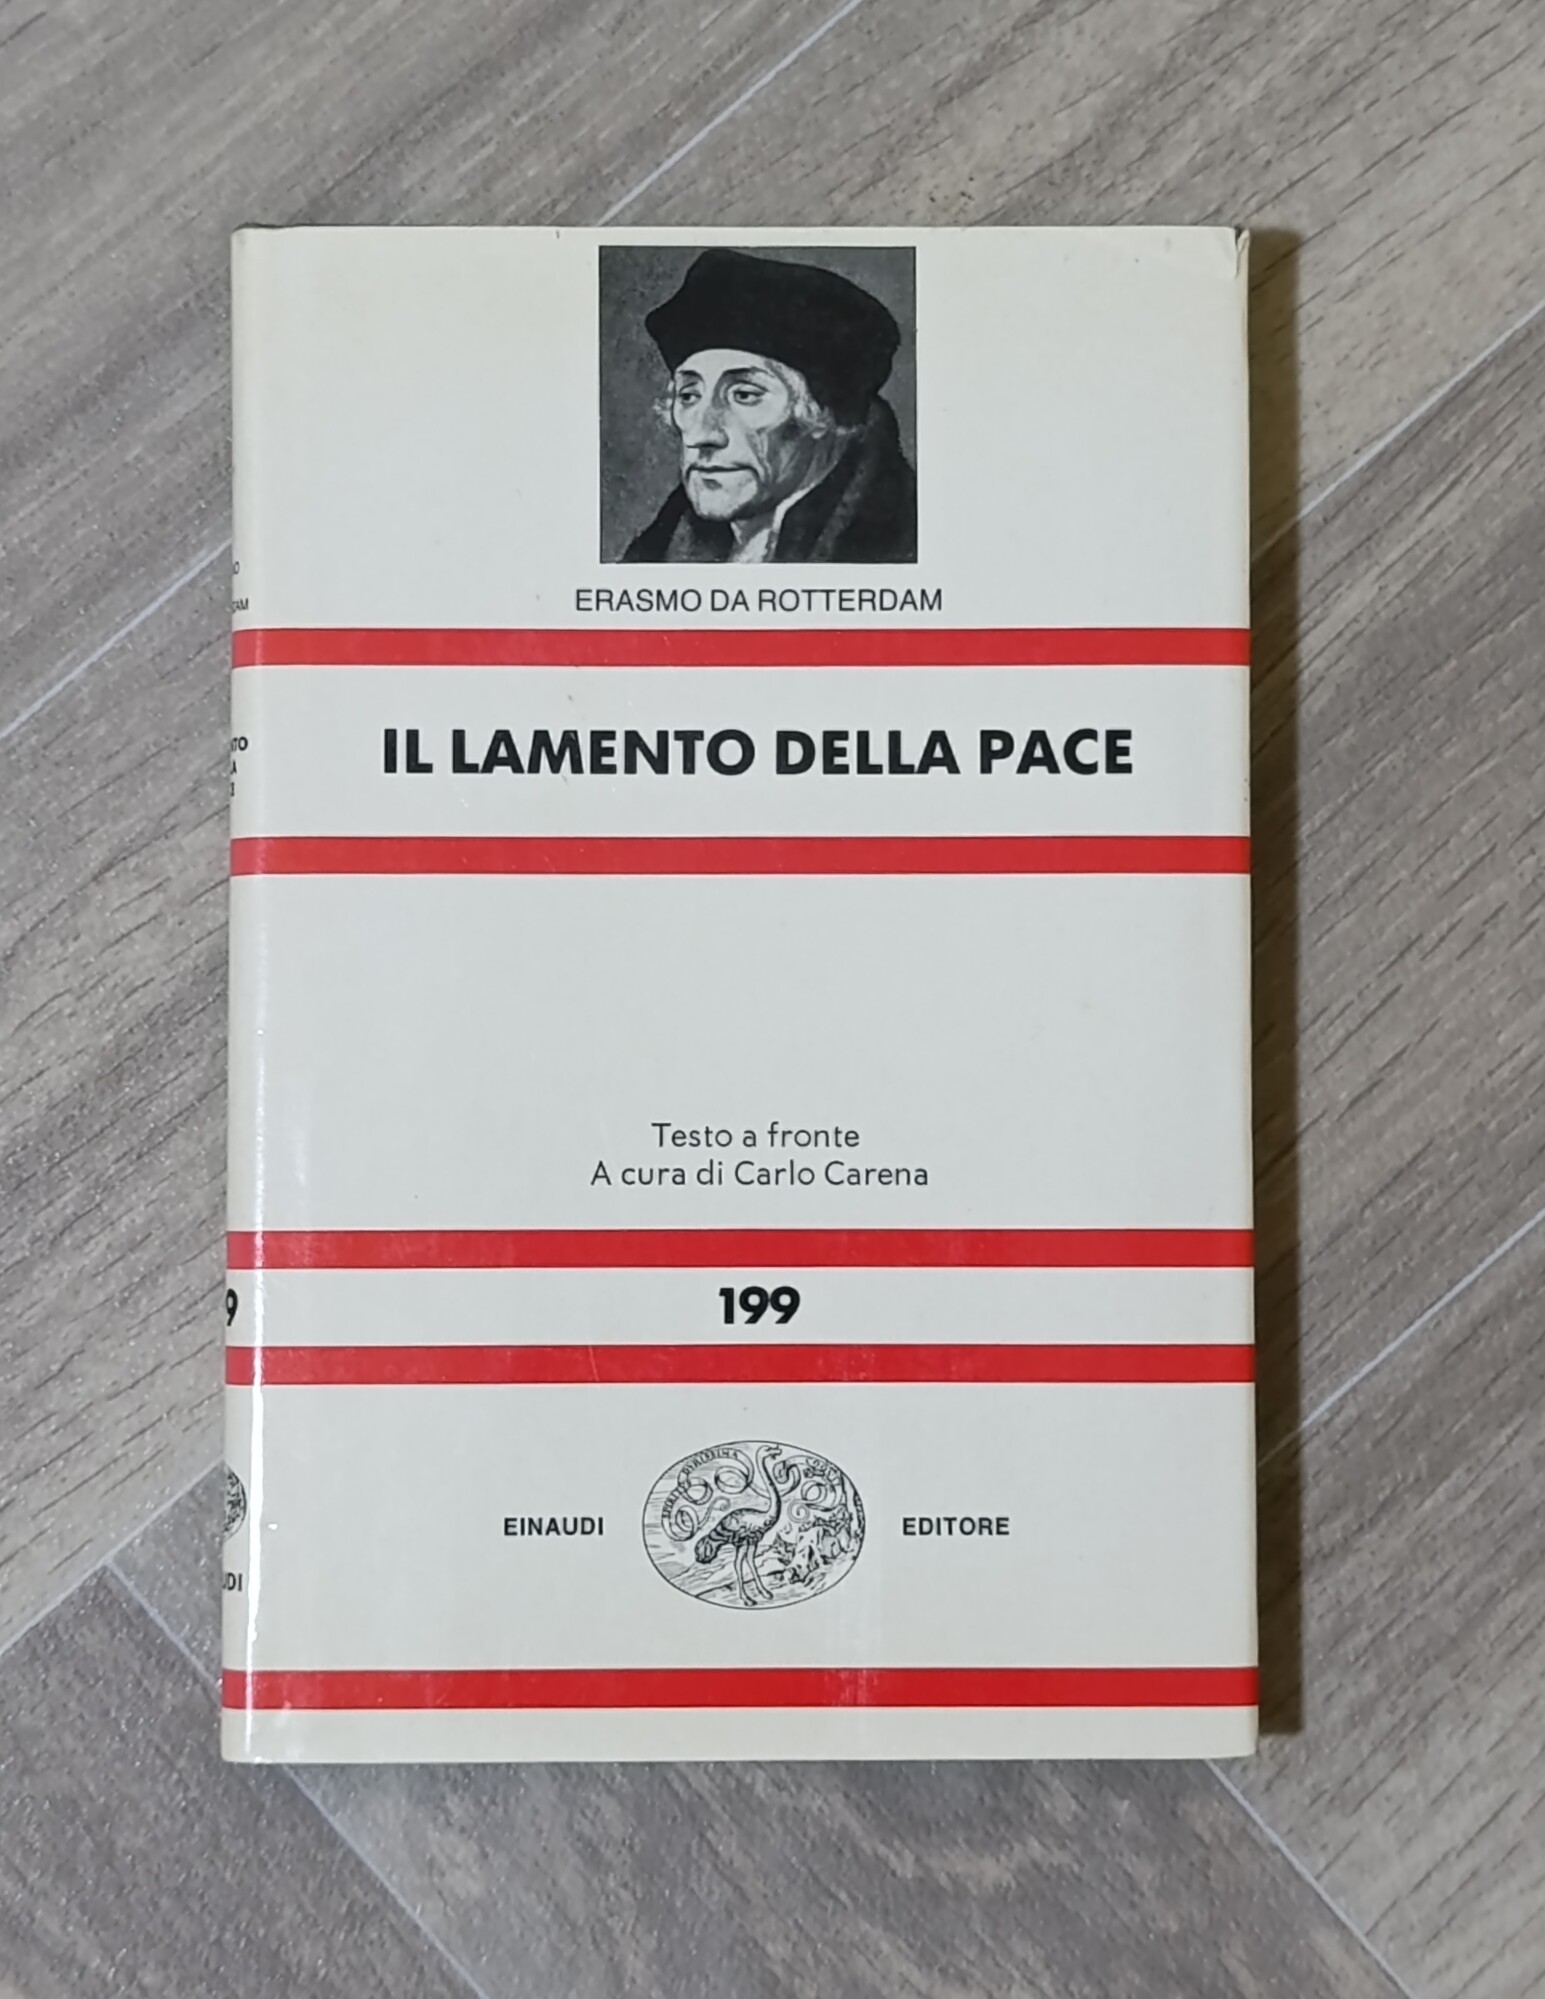 ERASMO DA ROTTERDAM
IL LAMENTO DELLA PACE
Testo a fronte
A cura di Carlo Carena
199
EINAUDI EDITORE